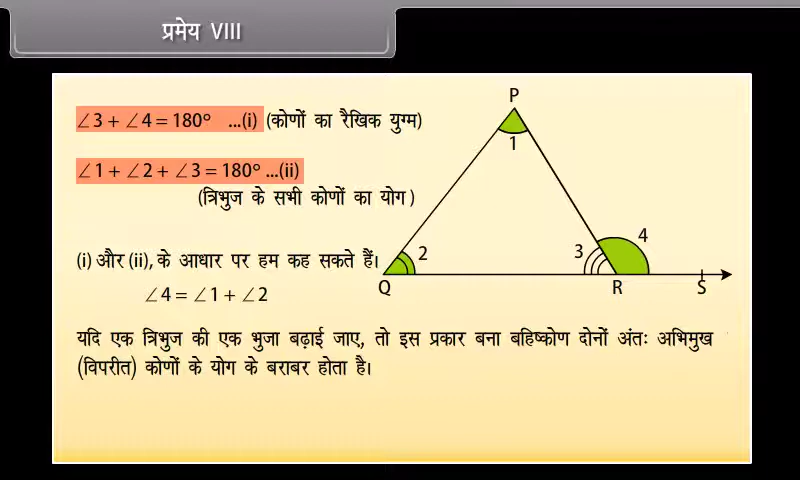 प्रमेय VIII
∠3 + ∠4 = 180° ...(i) (कोणों का रैखिक युग्म)
∠1 + ∠2 + ∠3 = 180° ...(ii)
(त्रिभुज के सभी कोणों का योग)
(i) और (ii), के आधार पर हम कह सकते हैं।
∠4 = ∠1 + ∠2
P
1
2
3
4
Q
R
S
यदि एक त्रिभुज की एक भुजा बढ़ाई जाए, तो इस प्रकार बना बहिष्कोण दोनों अंतः अभिमुख
(विपरीत) कोणों के योग के बराबर होता है।